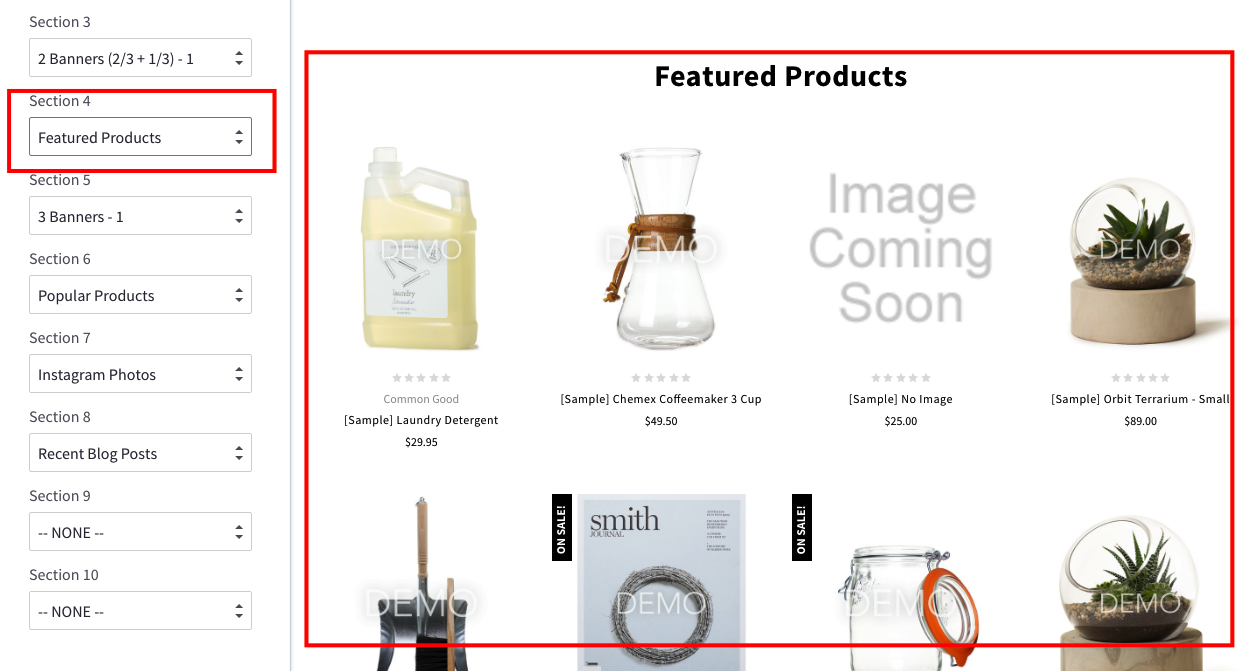 Section 3
2 Banners (2/3 + 1/3) - 1
Section 4
Featured Products
Section 5
3 Banners - 1
Section 6
Popular Products
Section 7
Instagram Photos
Section 8
Recent Blog Posts
Section 9
-- NONE --
Section 10
-- NONE --
Featured Products
DEMO
laundry
DEMO
Image
Coming
Soon
DEMO
Common Good
[Sample] Laundry Detergent
$29.95
[Sample] Chemex Coffeemaker 3 Cup
$49.50
[Sample] No Image
$25.00
[Sample] Orbit Terrarium - Small
$89.00
DEMO
ON SALE!
smith
JOURNAL
DEMO
ON SALE!
DEMO
DEMO